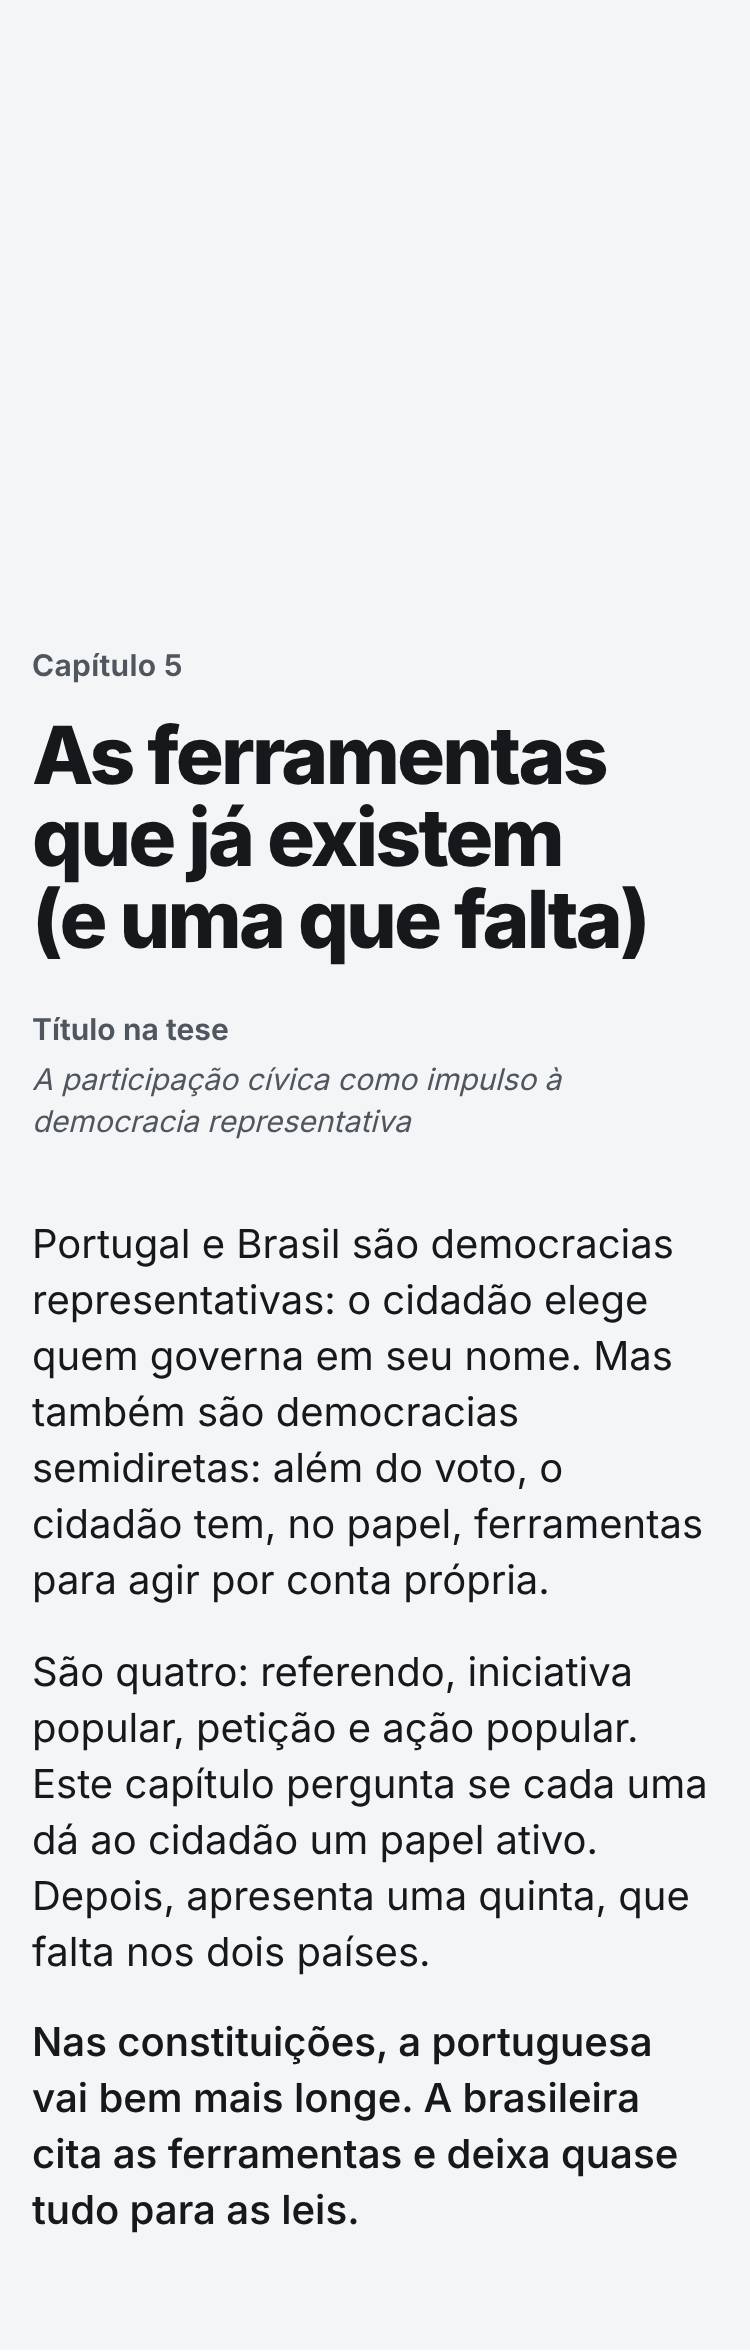 Capítulo 5
As ferramentas
que já existem
(e uma que falta)
Título na tese
A participação cívica como impulso à
democracia representativa
Portugal e Brasil são democracias
representativas: o cidadão elege
quem governa em seu nome. Mas
também são democracias
semidiretas: além do voto, o
cidadão tem, no papel, ferramentas
para agir por conta própria.
São quatro: referendo, iniciativa
popular, petição e ação popular.
Este capítulo pergunta se cada uma
dá ao cidadão um papel ativo.
Depois, apresenta uma quinta, que
falta nos dois países.
Nas constituições, a portuguesa
vai bem mais longe. A brasileira
cita as ferramentas e deixa quase
tudo para as leis.